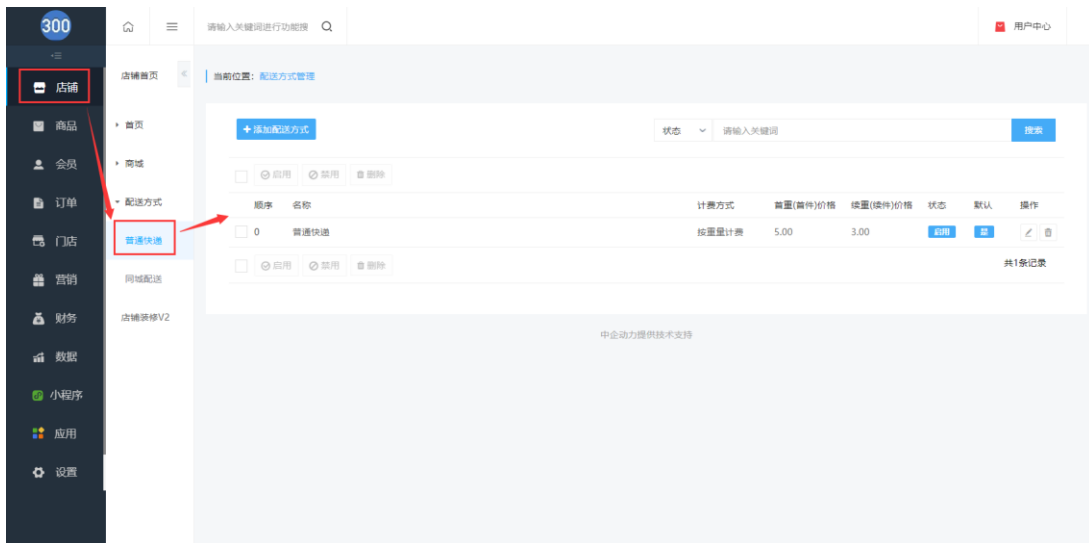 300
请输入关键词进行功能搜
用户中心
店铺
商品
会员
订单
门店
营销
财务
数据
小程序
应用
设置
店铺首页
首页
商城
配送方式
普通快递
同城配送
店铺装修V2
当前位置：配送方式管理
添加配送方式
状态 请输入关键词 搜索
启用 禁用 删除
顺序 名称 计费方式 首重(首件)价格 续重(续件)价格 状态 默认 操作
0 普通快递 按重量计费 5.00 3.00 启用 是
启用 禁用 删除
共1条记录
中企动力提供技术支持